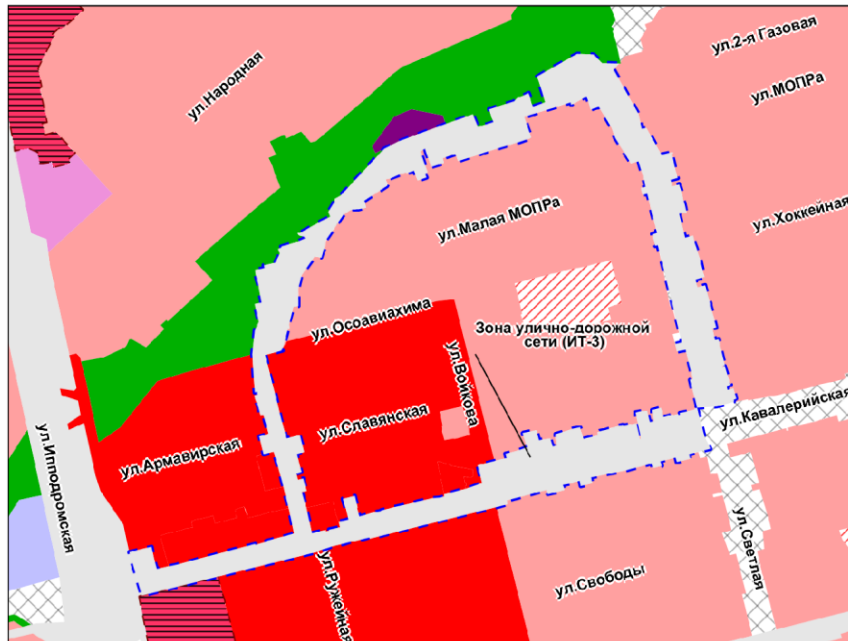 ул.2-я Газовая
ул.Народная
ул.МОПРа
ул.Хоккейная
ул.Малая МОПРа
ул.Осоавиахима
Зона улично-дорожной
сети (ИТ-3)
ул.Войкова
ул.Кавалерийская
ул.Славянская
ул.Армавирская
ул.Ипподромская
ул.Светлая
ул.Ружейная
ул.Свободы